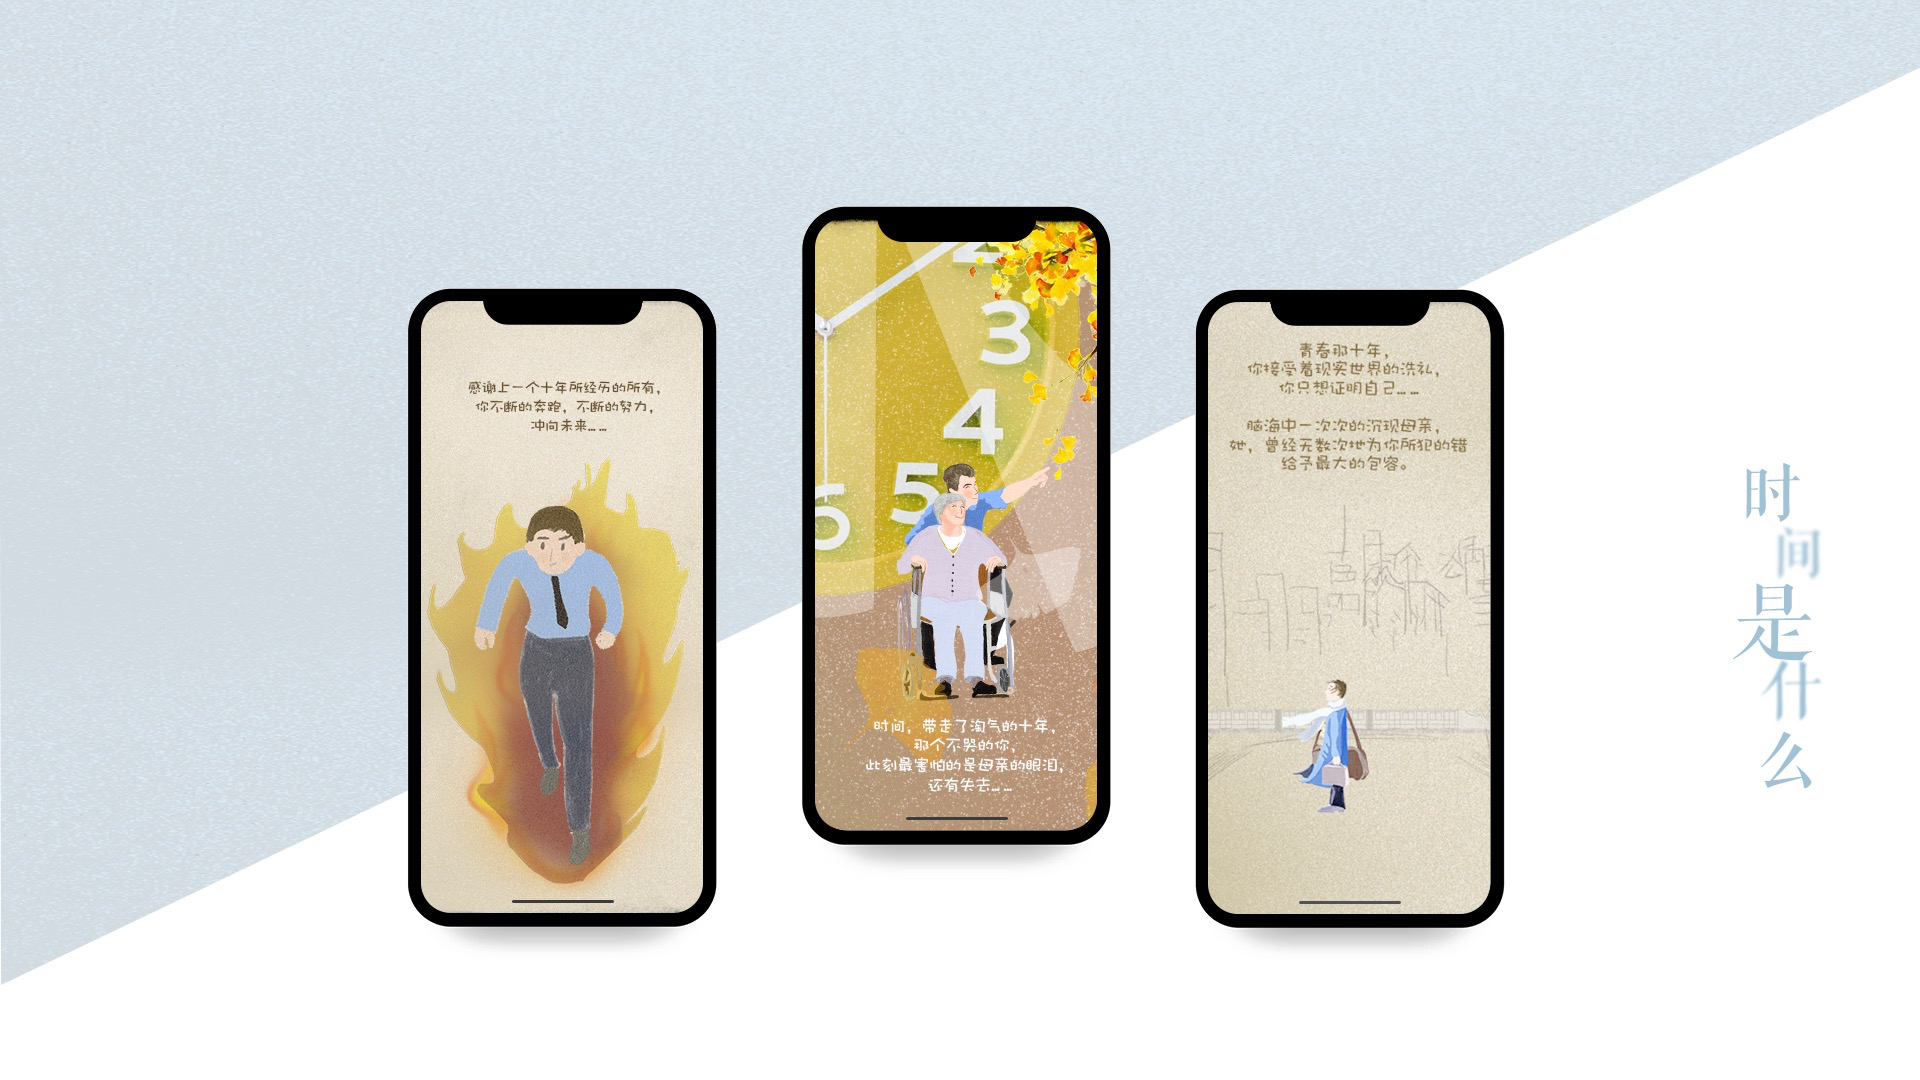 感谢上一个十年所经历的所有，
你不断的奔跑，不断的努力，
冲向未来……
2
3
4
5
6
时间，带走了淘气的十年，
那个不哭的你，
此刻最害怕的是母亲的眼泪，
还有失去……
青春那十年，
你接受着现实世界的洗礼，
你只想证明自己……
脑海中一次次的沉现母亲，
她，曾经无数次地为你所犯的错
给予最大的包容。
时间是什么